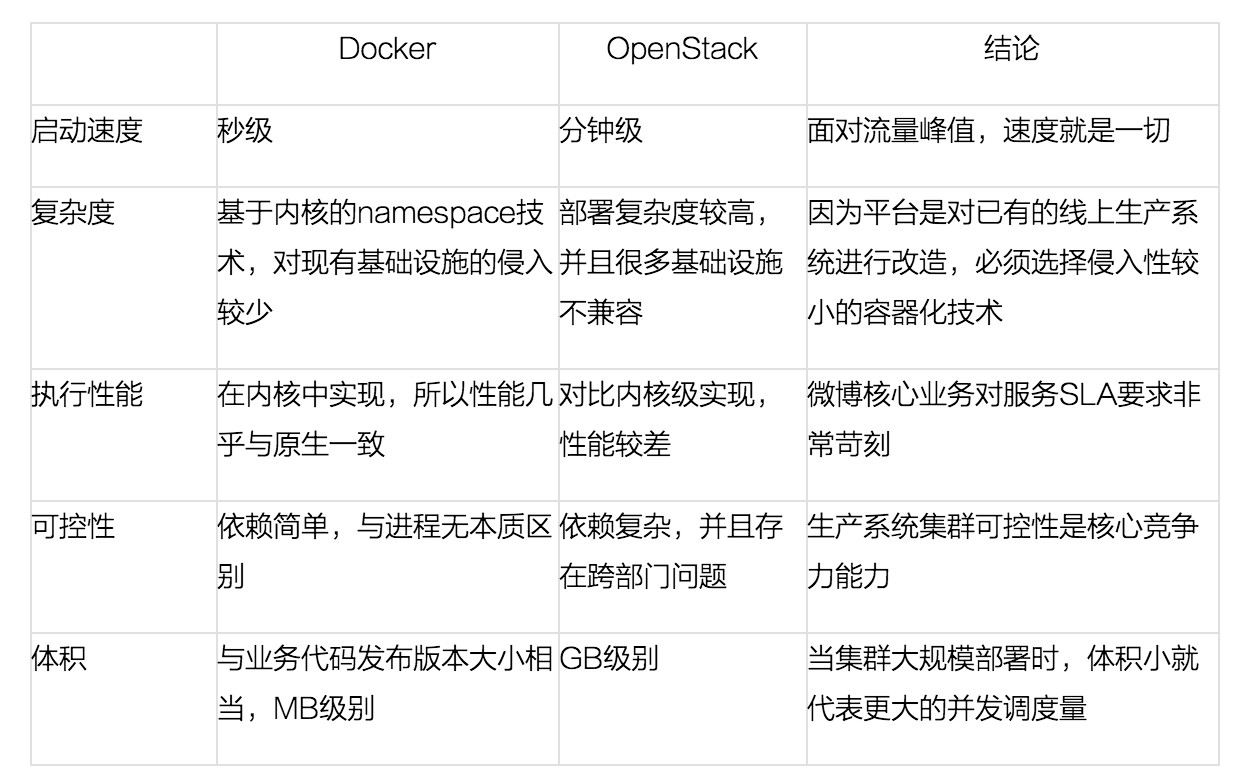 Docker
OpenStack
结论
启动速度
秒级
分钟级
面对流量峰值，速度就是一切
复杂度
基于内核的namespace技
术，对现有基础设施的侵入
较少
部署复杂度较高，
并且很多基础设施
不兼容
因为平台是对已有的线上生产系
统进行改造，必须选择侵入性较
小的容器化技术
执行性能
在内核中实现，所以性能几
乎与原生一致
对比内核级实现，
性能较差
微博核心业务对服务SLA要求非
常苛刻
可控性
依赖简单，与进程无本质区
别
依赖复杂，并且存
在跨部门问题
生产系统集群可控性是核心竞争
力能力
体积
与业务代码发布版本大小相
当，MB级别
GB级别
当集群大规模部署时，体积小就
代表更大的并发调度量